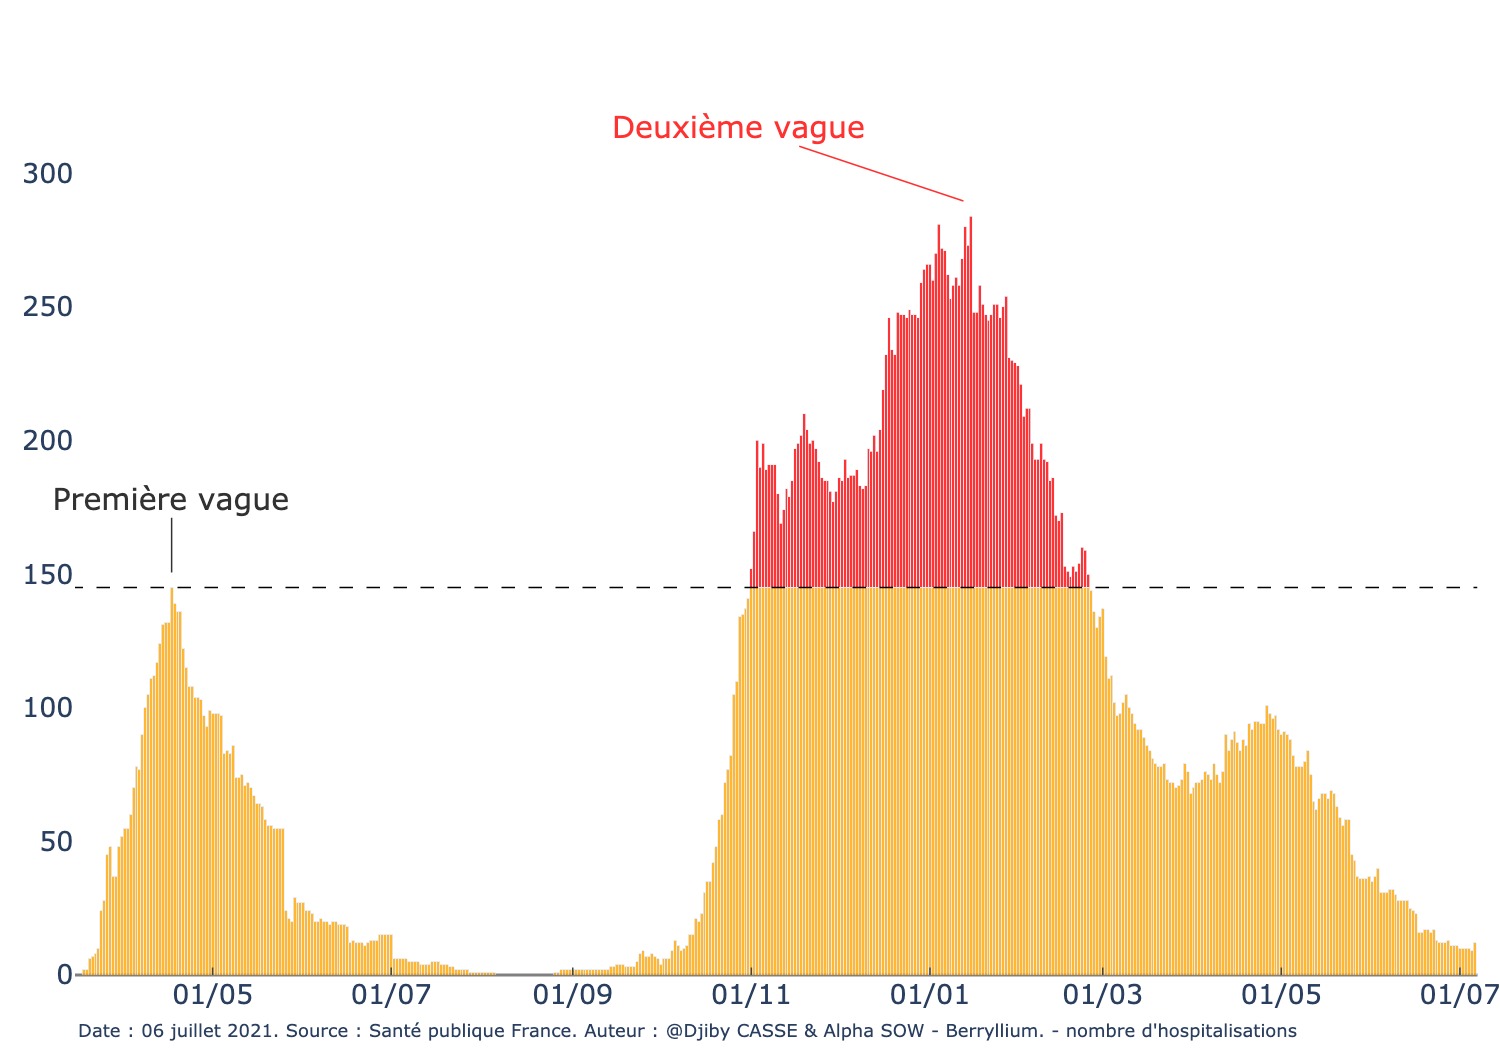 Deuxième vague
300
250
200
Première vague
150
100
50
0
01/05 01/07 01/09 01/11 01/01 01/03 01/05 01/07
Date : 06 juillet 2021. Source : Santé publique France. Auteur : @Djiby CASSE & Alpha SOW - Berryllium. - nombre d'hospitalisations